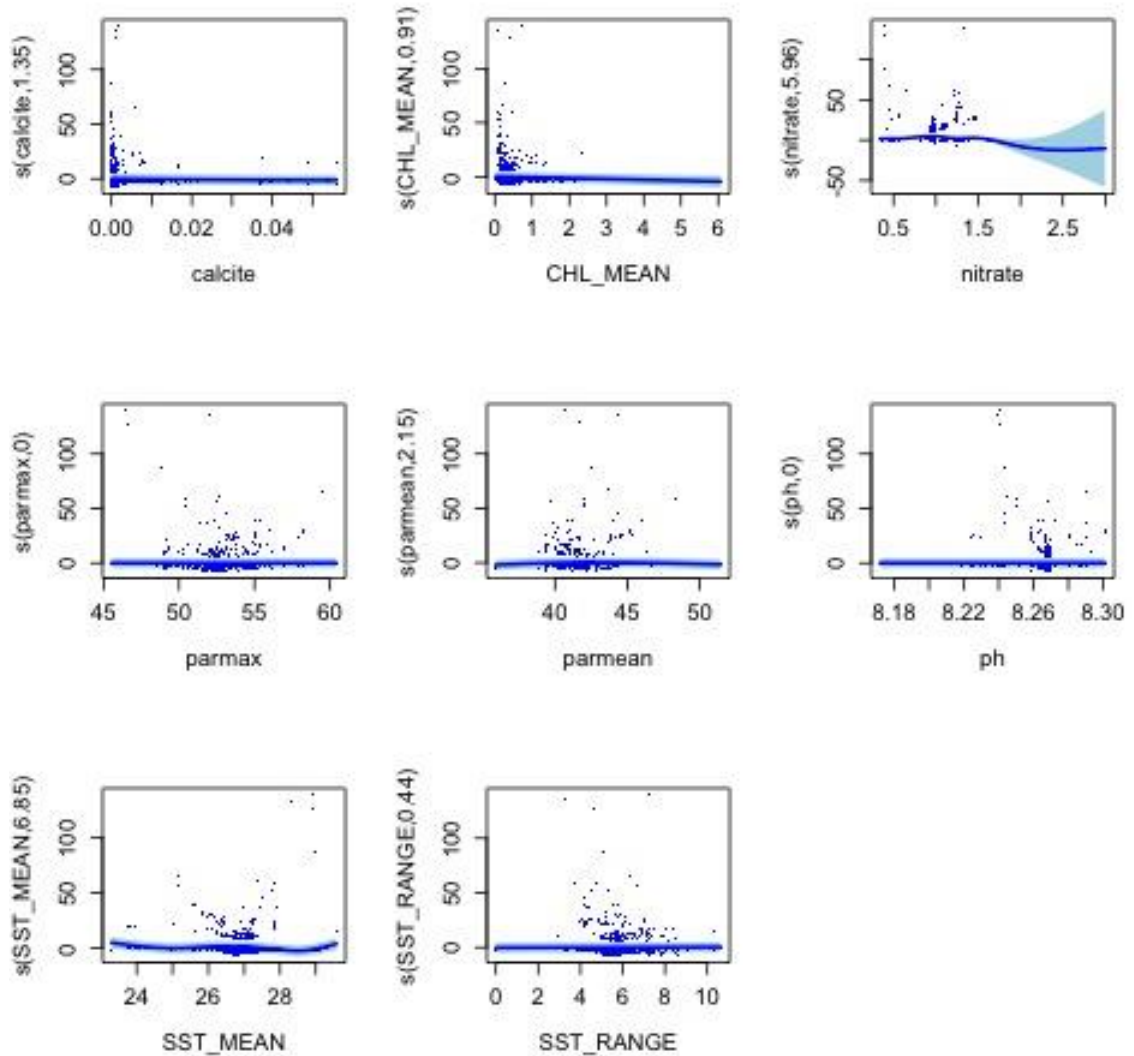 s(calcite,1.35)
0 50 100
0.00 0.02 0.04
calcite
s(CHL_MEAN,0.91)
0 50 100
0 1 2 3 4 5 6
CHL_MEAN
s(nitrate,5.96)
-50 50
0.5 1.5 2.5
nitrate
s(parmax,0)
0 50 100
45 50 55 60
parmax
s(parmean,2.15)
0 50 100
40 45 50
parmean
s(ph,0)
0 50 100
8.18 8.22 8.26 8.30
ph
s(SST_MEAN,6.85)
0 50 100
24 26 28
SST_MEAN
s(SST_RANGE,0.44)
0 50 100
0 2 4 6 8 10
SST_RANGE